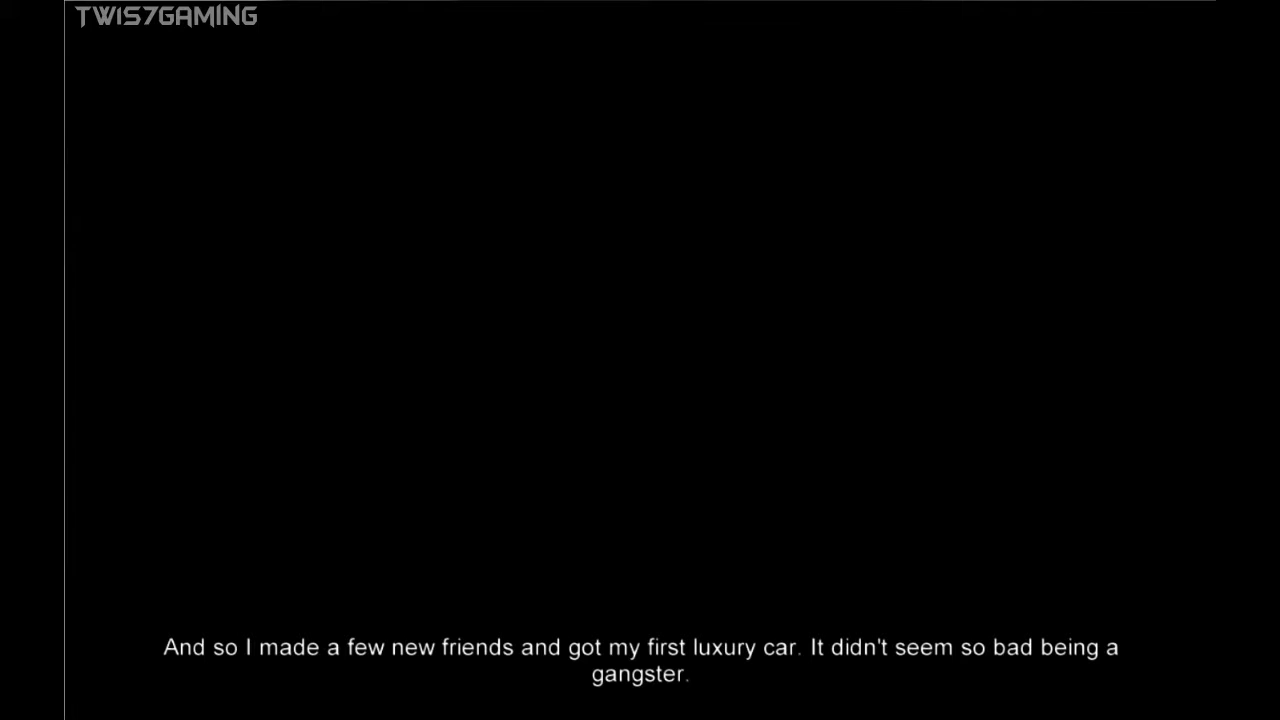 TWIS7GAMING
And so I made a few new friends and got my first luxury car. It didn't seem so bad being a
gangster.